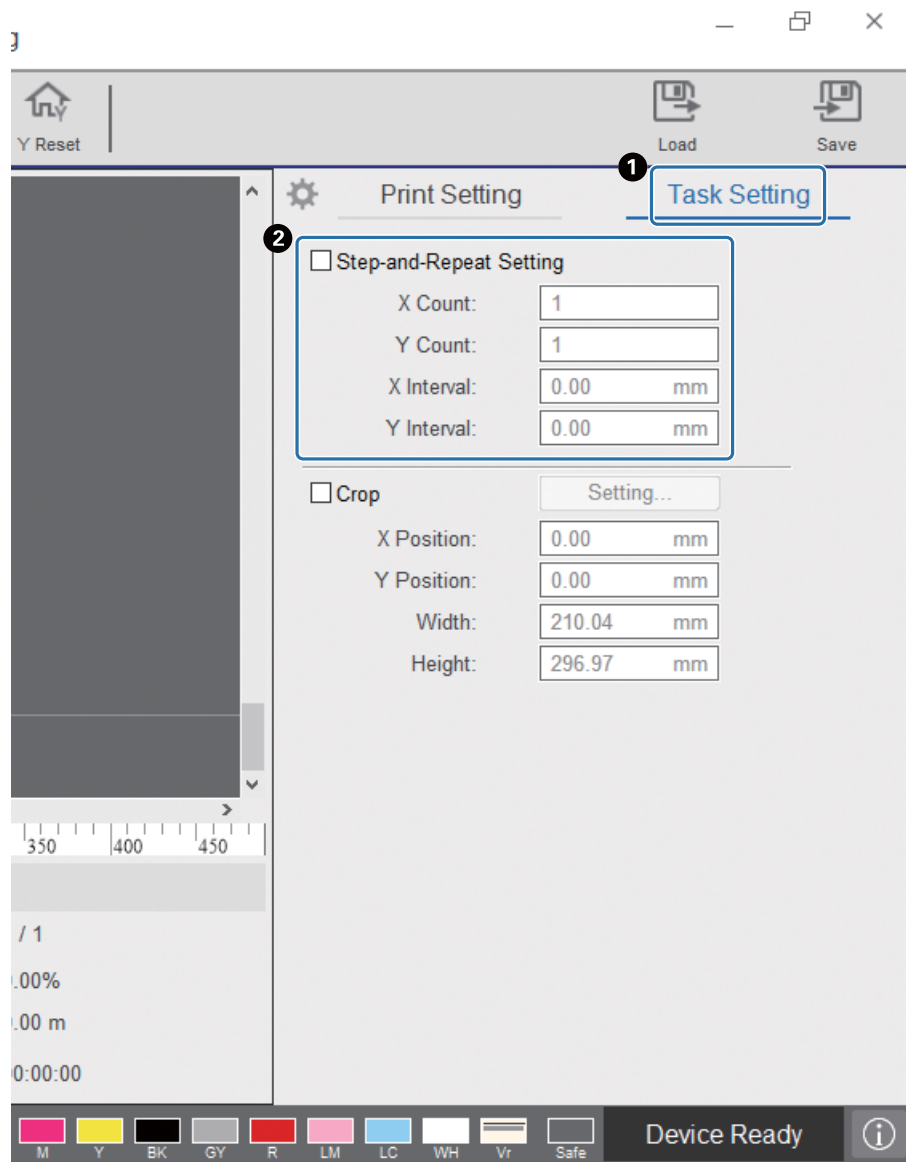 g
Y Reset
Load
Save
1
Print Setting
Task Setting
2
Step-and-Repeat Setting
X Count: 1
Y Count: 1
X Interval: 0.00 mm
Y Interval: 0.00 mm
Crop
Setting...
X Position: 0.00 mm
Y Position: 0.00 mm
Width: 210.04 mm
Height: 296.97 mm
350 400 450
/ 1
.00%
.00 m
0:00:00
M Y BK GY R LM LC WH Vr Safe
Device Ready